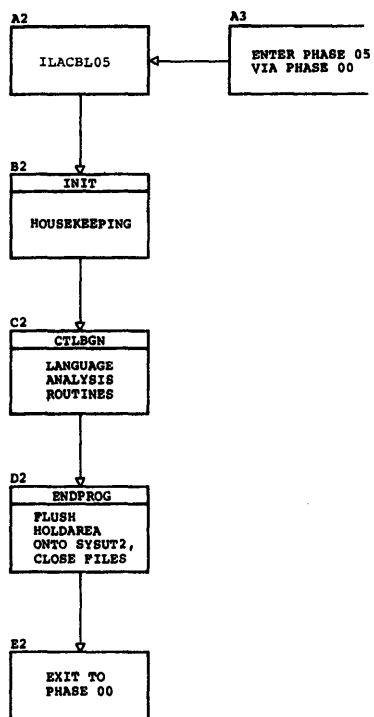 A2
ILACBL05
A3
ENTER PHASE 05
VIA PHASE 00
B2
INIT
HOUSEKEEPING
C2
CTLBGN
LANGUAGE
ANALYSIS
ROUTINES
D2
ENDPROG
FLUSH
HOLDAREA
ONTO SYSUT2,
CLOSE FILES
E2
EXIT TO
PHASE 00